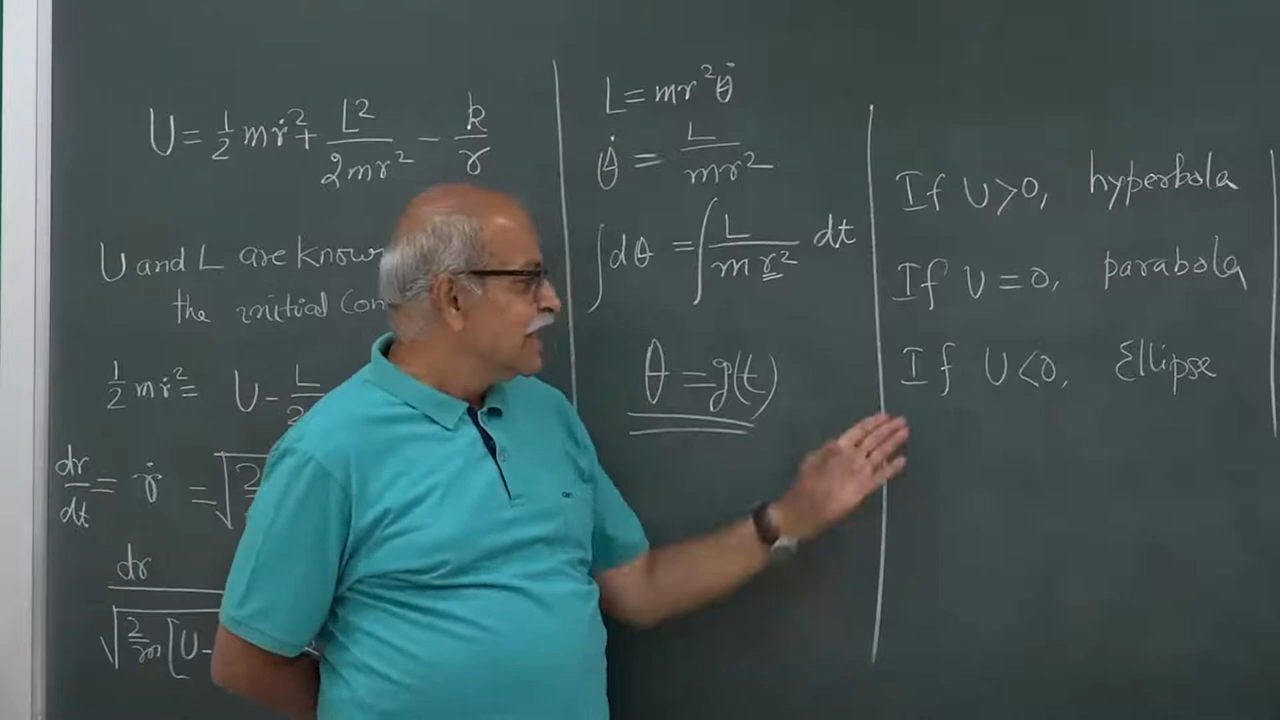 U = ½ mṙ² + L²/2mr² − k/r
U and L are know
the initial con
½ mṙ² = U − L
dr/dt = ṙ = √2
dr
√2/m [U −
L = mr²θ̇
θ̇ = L/mr²
∫dθ = ∫ L/mr² dt
θ = g(t)
If U>0, hyperbola
If U=0, parabola
If U<0, Ellipse